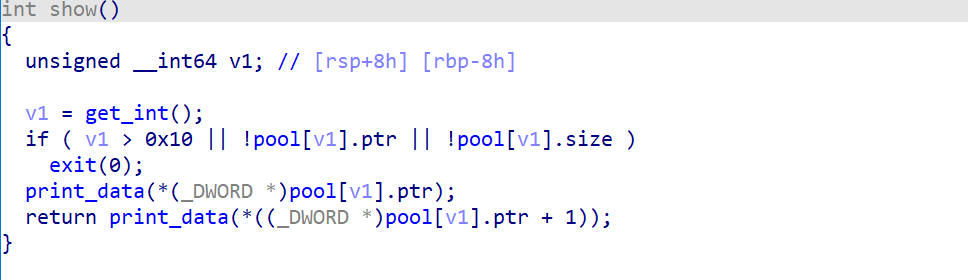 int show()
{
  unsigned __int64 v1; // [rsp+8h] [rbp-8h]
  v1 = get_int();
  if ( v1 > 0x10 || !pool[v1].ptr || !pool[v1].size )
    exit(0);
  print_data(*(_DWORD *)pool[v1].ptr);
  return print_data(*((_DWORD *)pool[v1].ptr + 1));
}